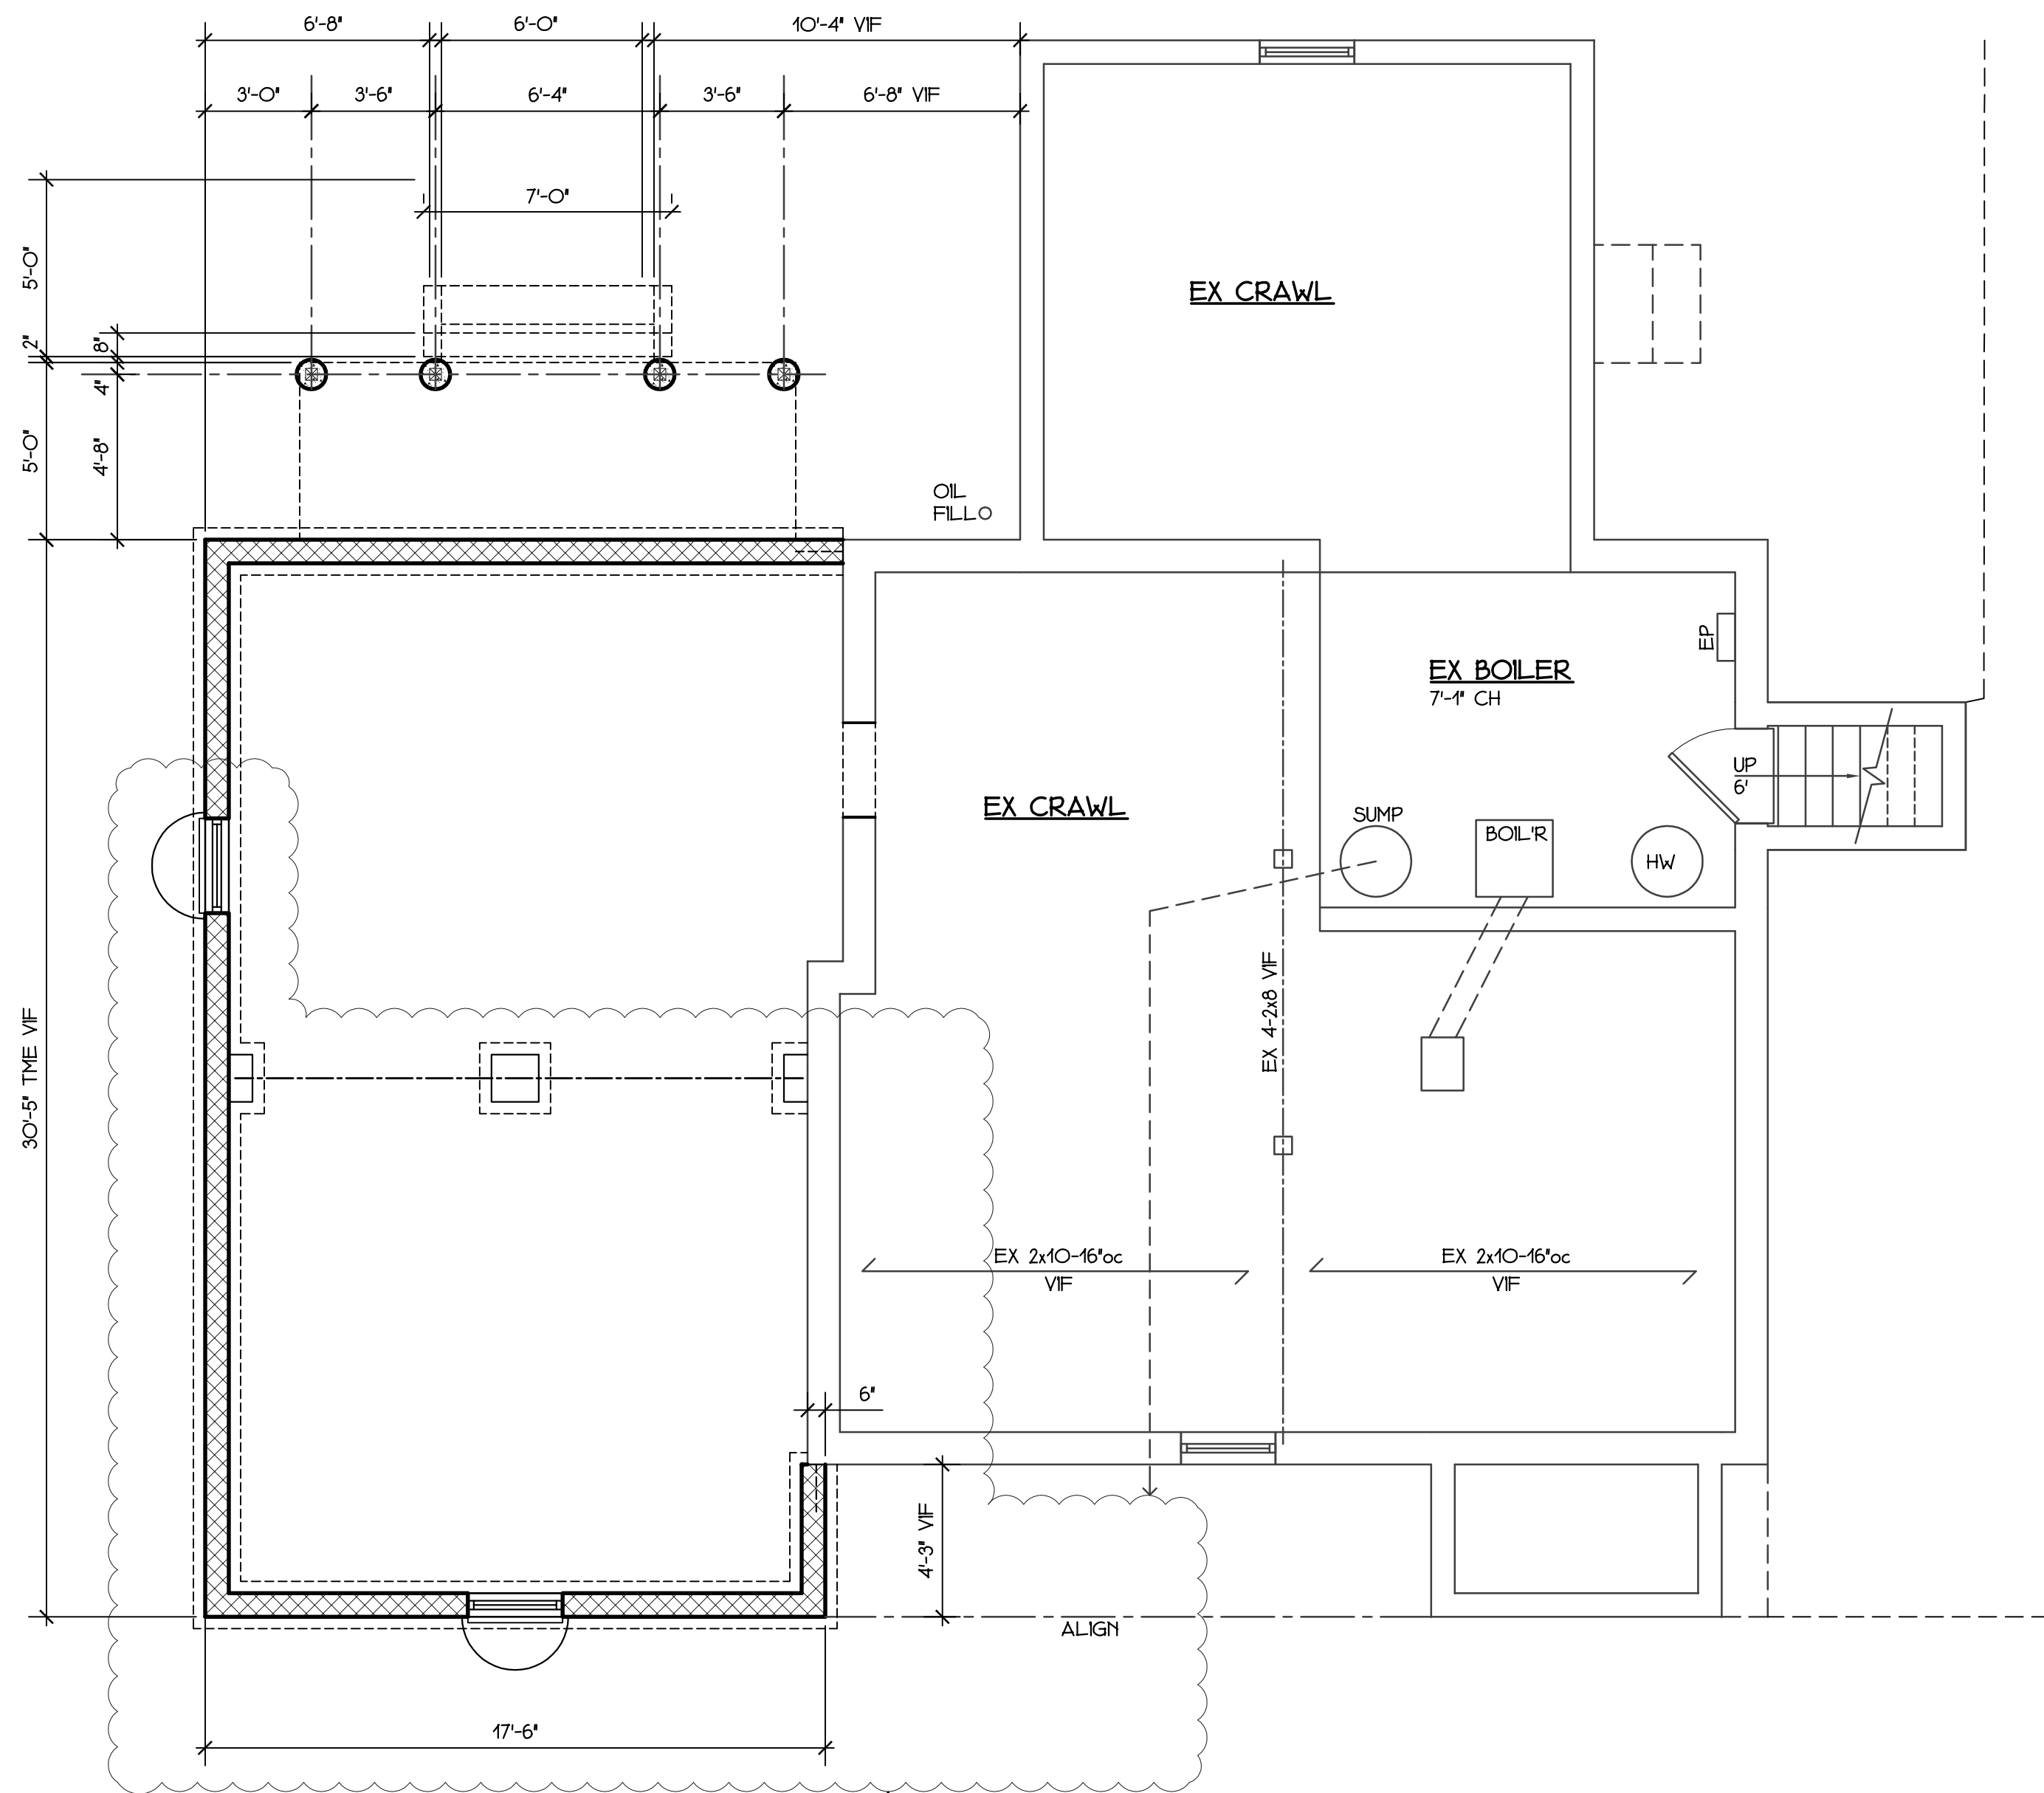 6'-8" 6'-0" 10'-4" VIF
3'-0" 3'-6" 6'-4" 3'-6" 6'-8" VIF
7'-0"
5'-0"
2"
8"
4"
5'-0"
4'-8"
EX CRAWL
OIL
FILL
EP
EX BOILER
7'-1" CH
UP
6'
EX CRAWL
SUMP
BOIL'R
HW
EX 4-2x8 VIF
30'-5" TME VIF
EX 2x10-16"oc
VIF
EX 2x10-16"oc
VIF
6"
4'-3" VIF
ALIGN
17'-6"